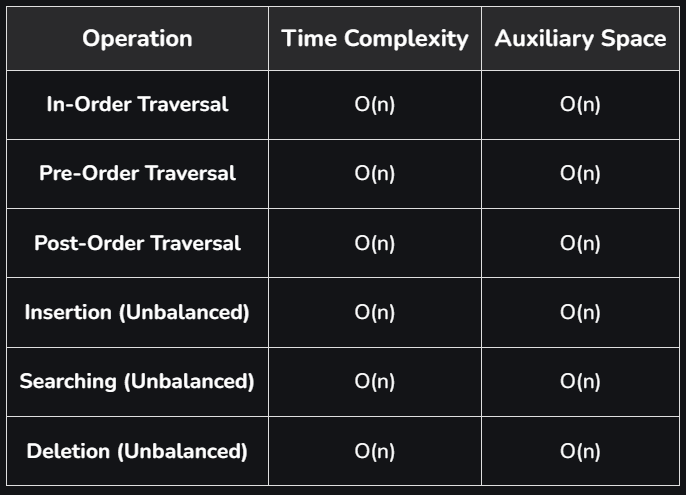 Operation Time Complexity Auxiliary Space
In-Order Traversal O(n) O(n)
Pre-Order Traversal O(n) O(n)
Post-Order Traversal O(n) O(n)
Insertion (Unbalanced) O(n) O(n)
Searching (Unbalanced) O(n) O(n)
Deletion (Unbalanced) O(n) O(n)